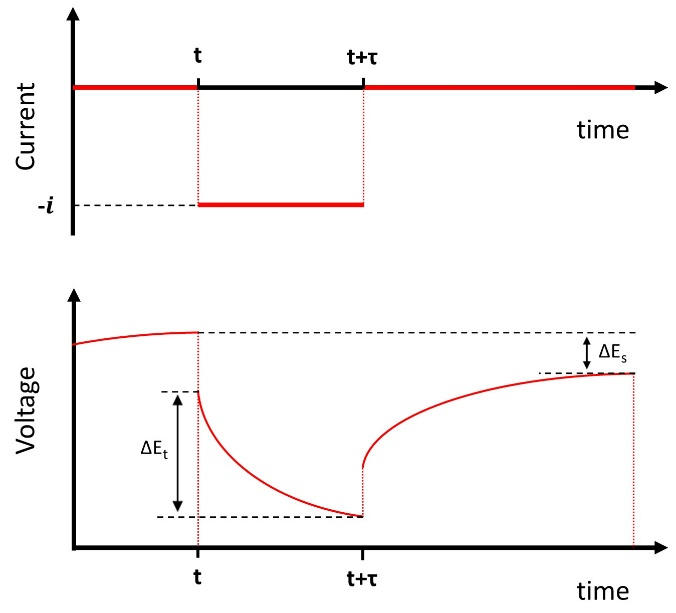 t
t+τ
Current
time
-i
Voltage
ΔEs
ΔEt
t
t+τ
time